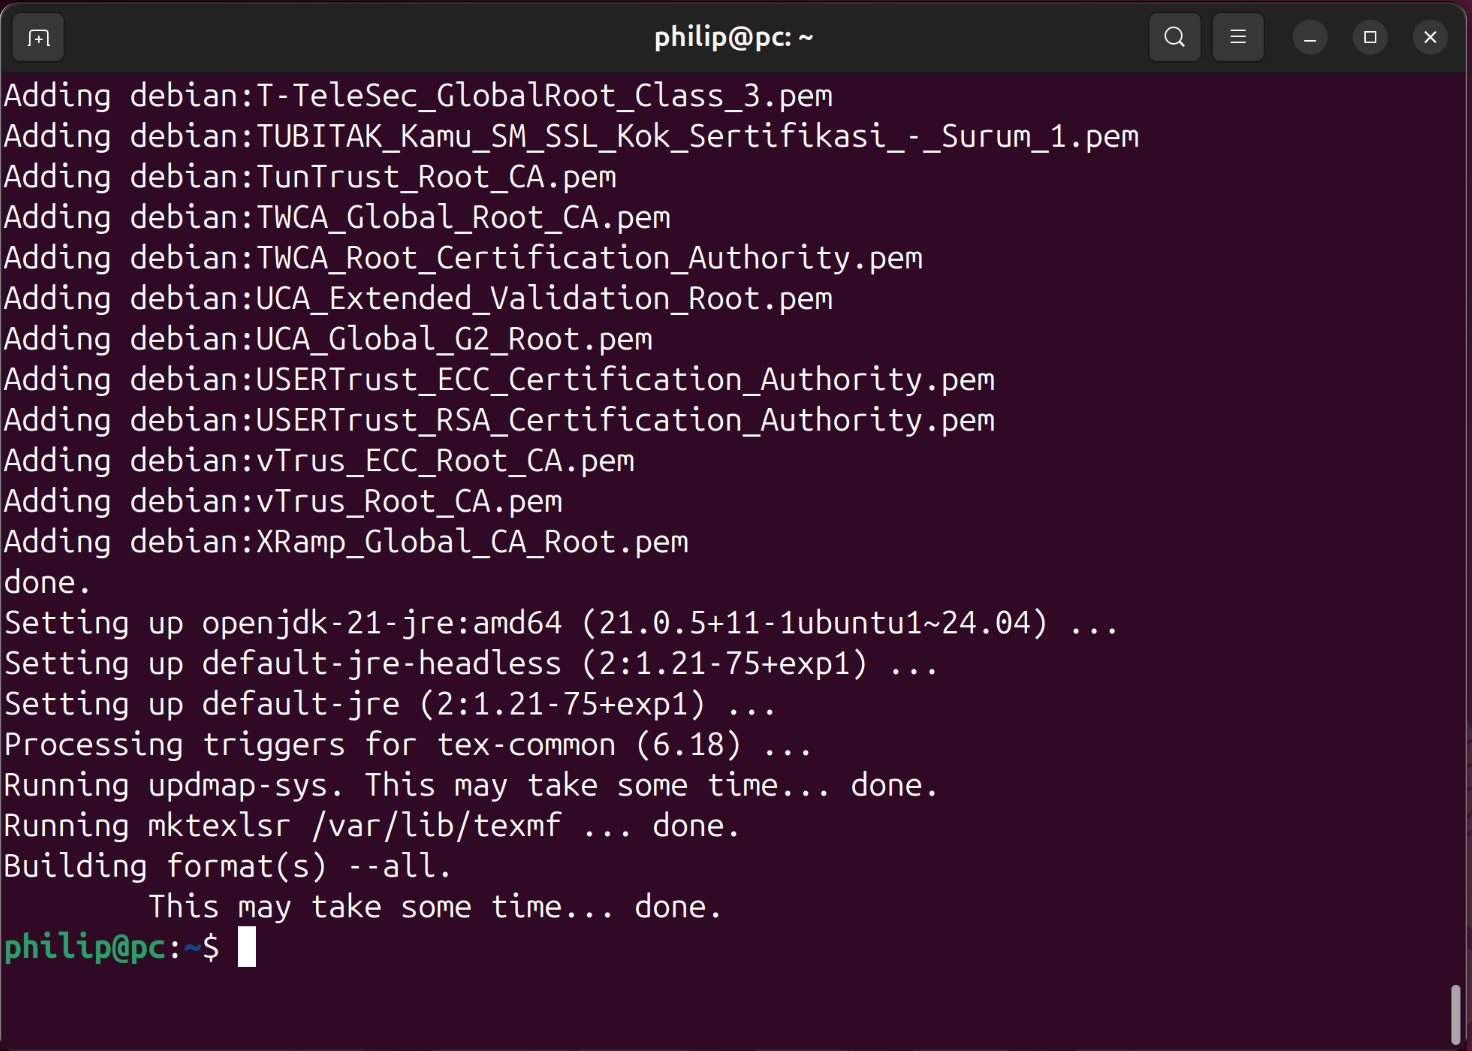 philip@pc: ~
Adding debian:T-TeleSec_GlobalRoot_Class_3.pem
Adding debian:TUBITAK_Kamu_SM_SSL_Kok_Sertifikasi_-_Surum_1.pem
Adding debian:TunTrust_Root_CA.pem
Adding debian:TWCA_Global_Root_CA.pem
Adding debian:TWCA_Root_Certification_Authority.pem
Adding debian:UCA_Extended_Validation_Root.pem
Adding debian:UCA_Global_G2_Root.pem
Adding debian:USERTrust_ECC_Certification_Authority.pem
Adding debian:USERTrust_RSA_Certification_Authority.pem
Adding debian:vTrus_ECC_Root_CA.pem
Adding debian:vTrus_Root_CA.pem
Adding debian:XRamp_Global_CA_Root.pem
done.
Setting up openjdk-21-jre:amd64 (21.0.5+11-1ubuntu1~24.04) ...
Setting up default-jre-headless (2:1.21-75+exp1) ...
Setting up default-jre (2:1.21-75+exp1) ...
Processing triggers for tex-common (6.18) ...
Running updmap-sys. This may take some time... done.
Running mktexlsr /var/lib/texmf ... done.
Building format(s) --all.
        This may take some time... done.
philip@pc:~$